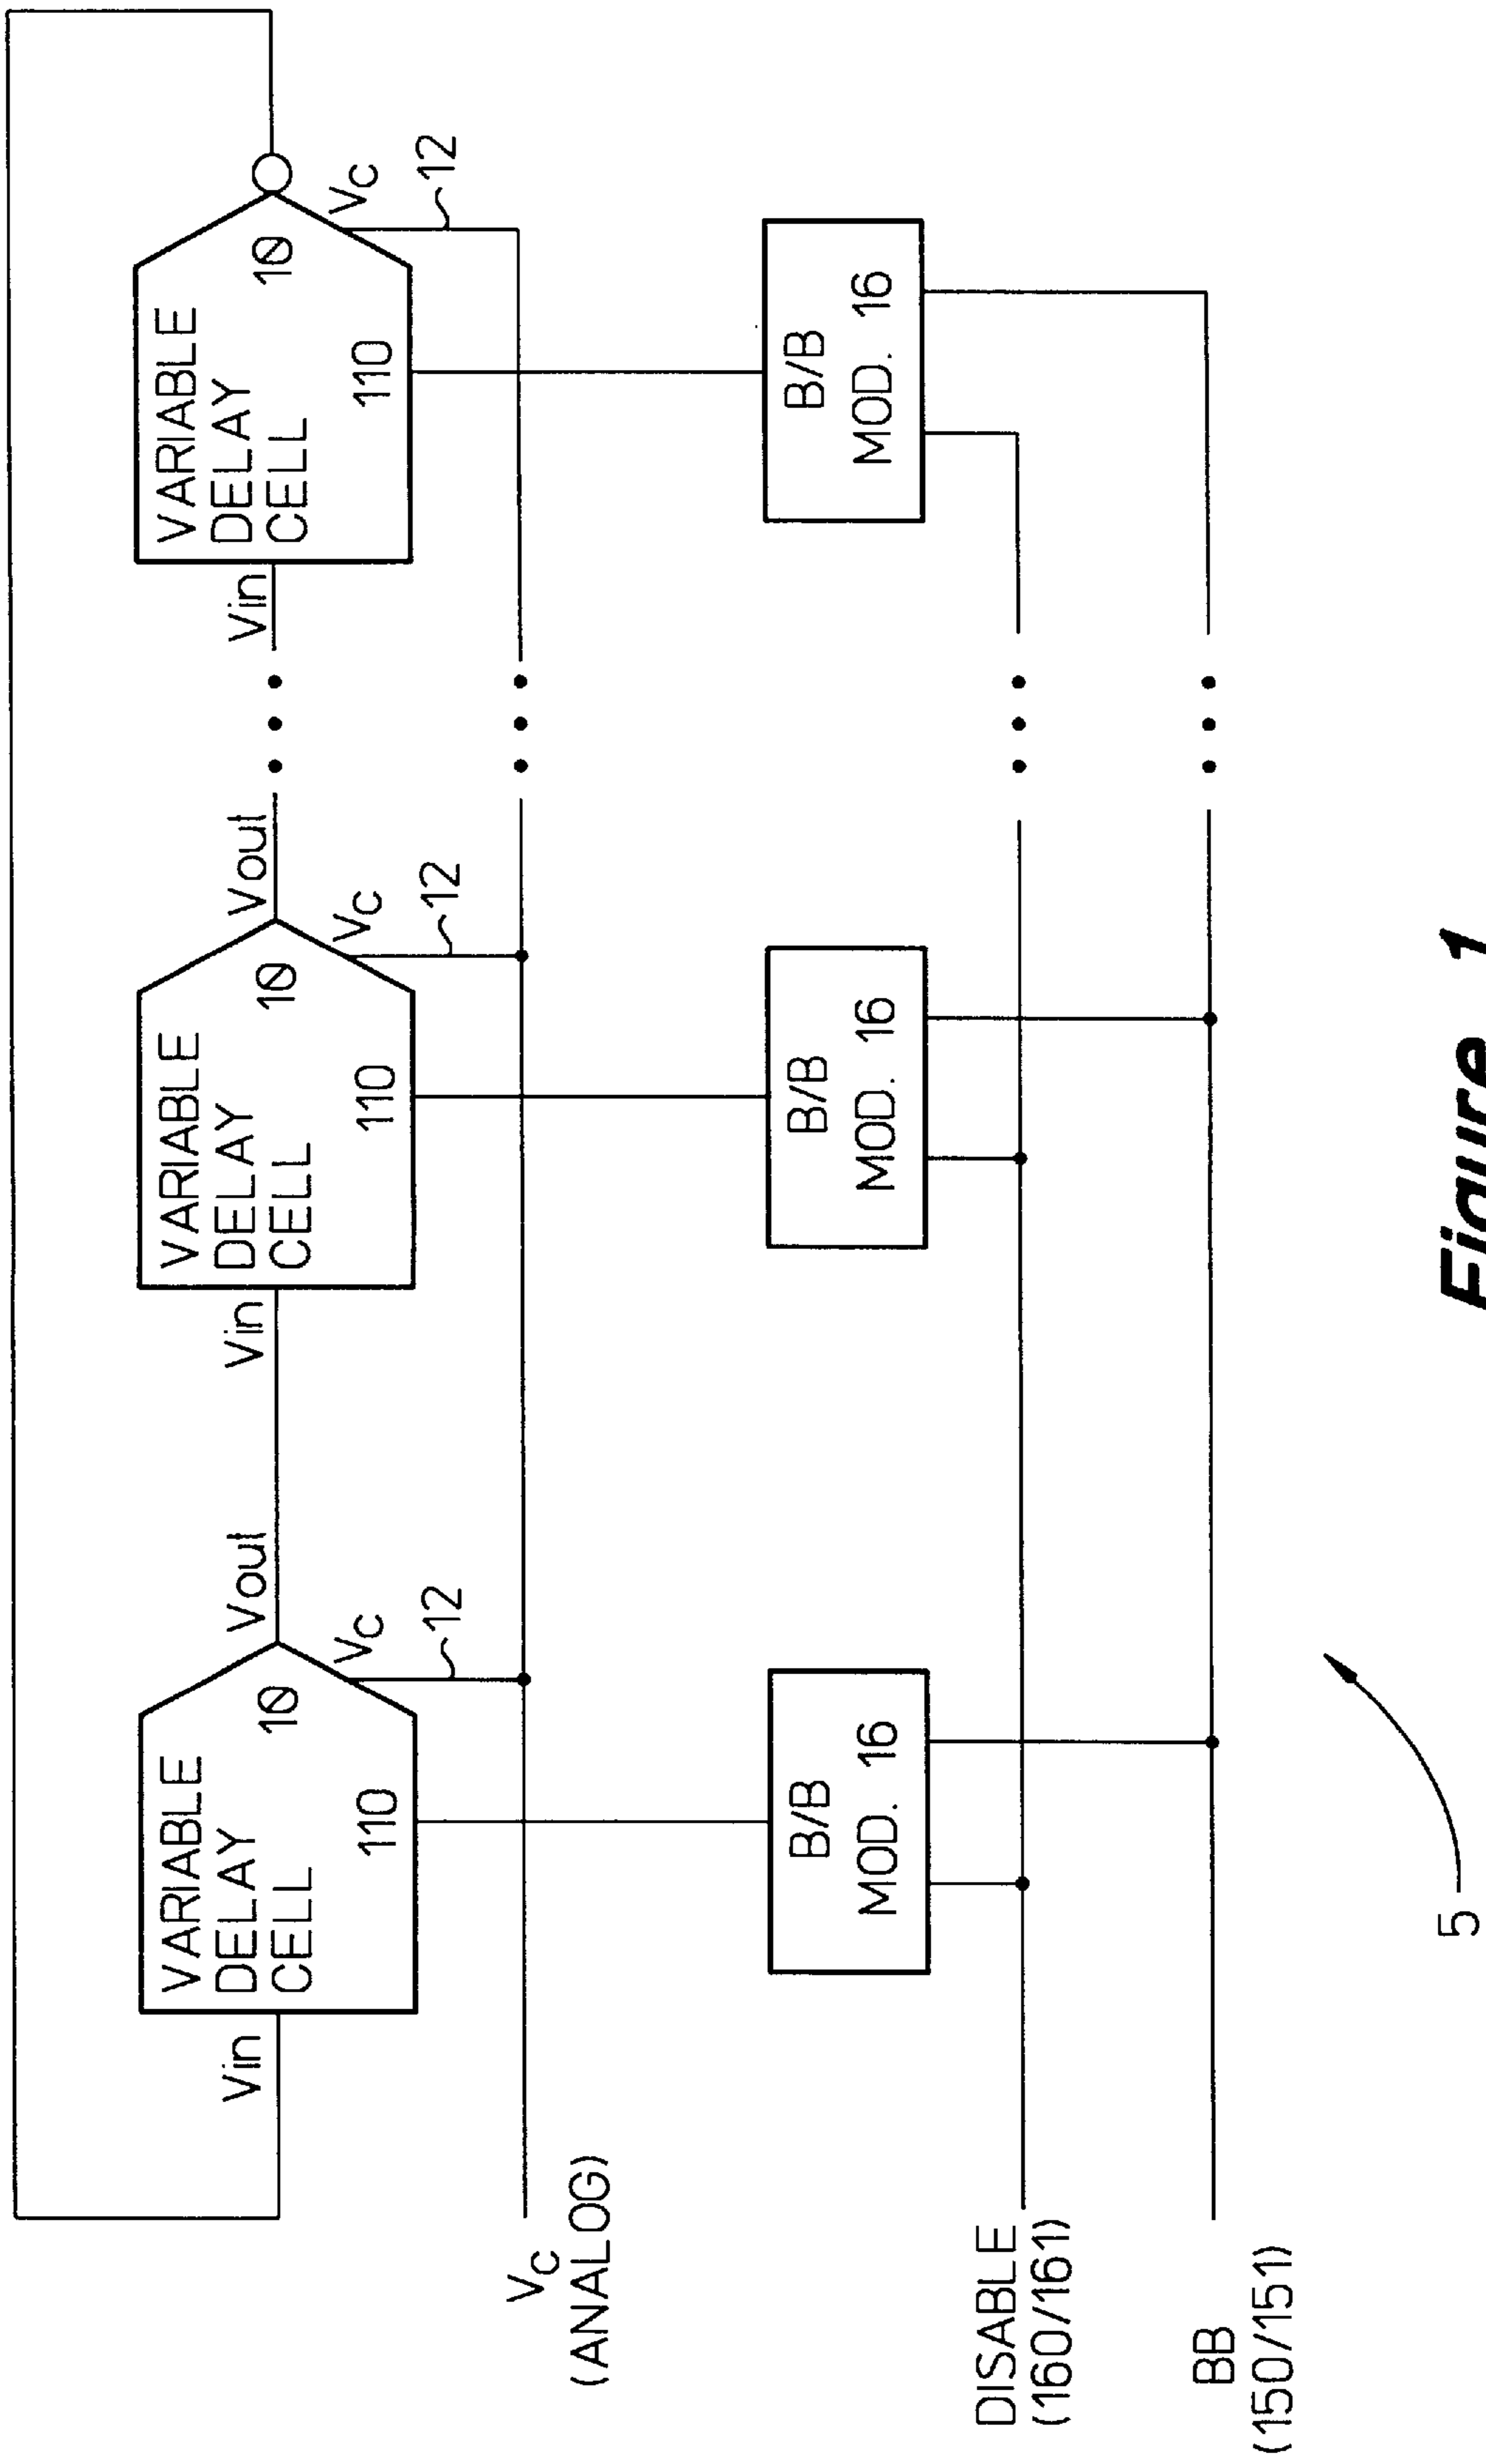 Vin
VARIABLE
DELAY
CELL
10
110
Vout
VC
12
Vin
VARIABLE
DELAY
CELL
10
110
Vout
VC
12
Vin
VARIABLE
DELAY
CELL
10
110
VC
12
VC
(ANALOG)
B/B
MOD. 16
B/B
MOD. 16
B/B
MOD. 16
DISABLE
(160/161)
BB
(150/151)
5
Figure 1